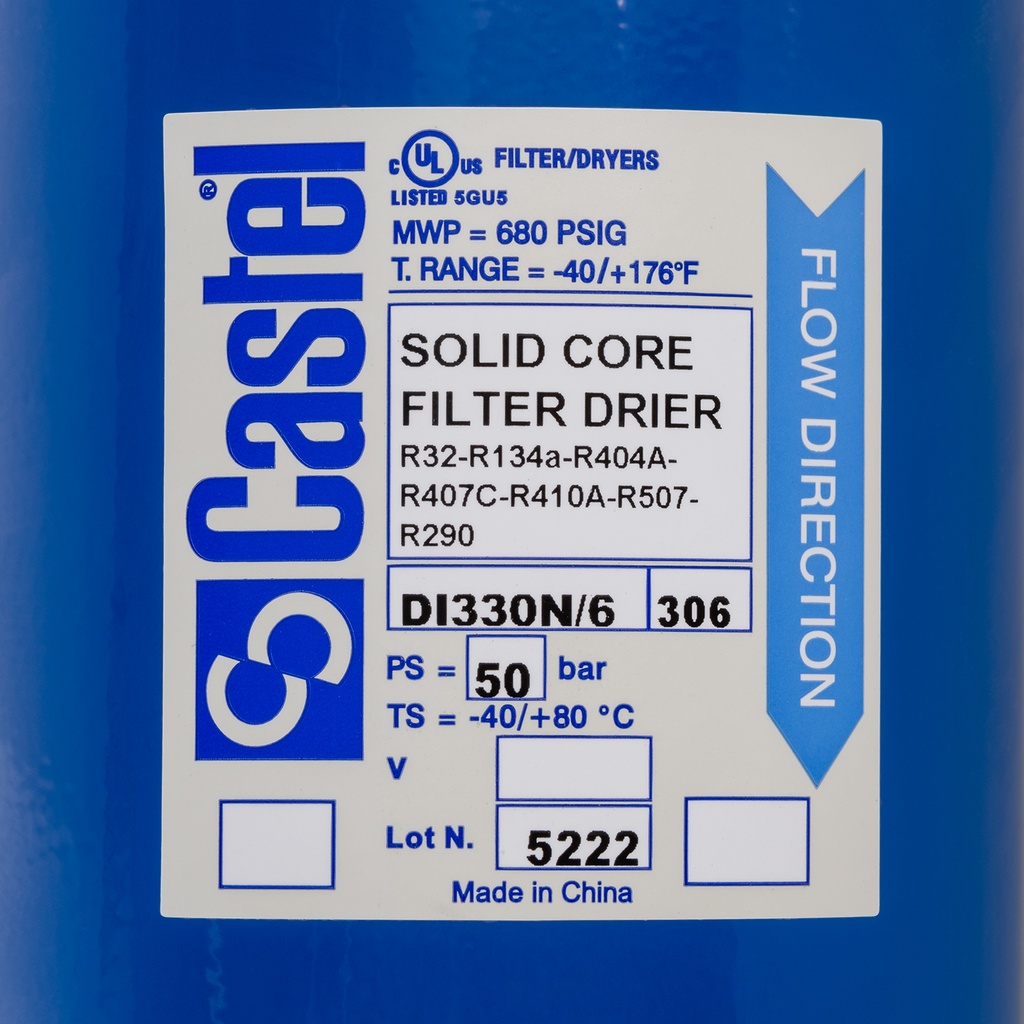 Castel®
C UL US FILTER/DRYERS
LISTED 5GU5
MWP = 680 PSIG
T. RANGE = -40/+176°F
SOLID CORE
FILTER DRIER
R32-R134a-R404A-
R407C-R410A-R507-
R290
DI330N/6 306
PS = 50 bar
TS = -40/+80 °C
V
Lot N. 5222
Made in China
FLOW DIRECTION